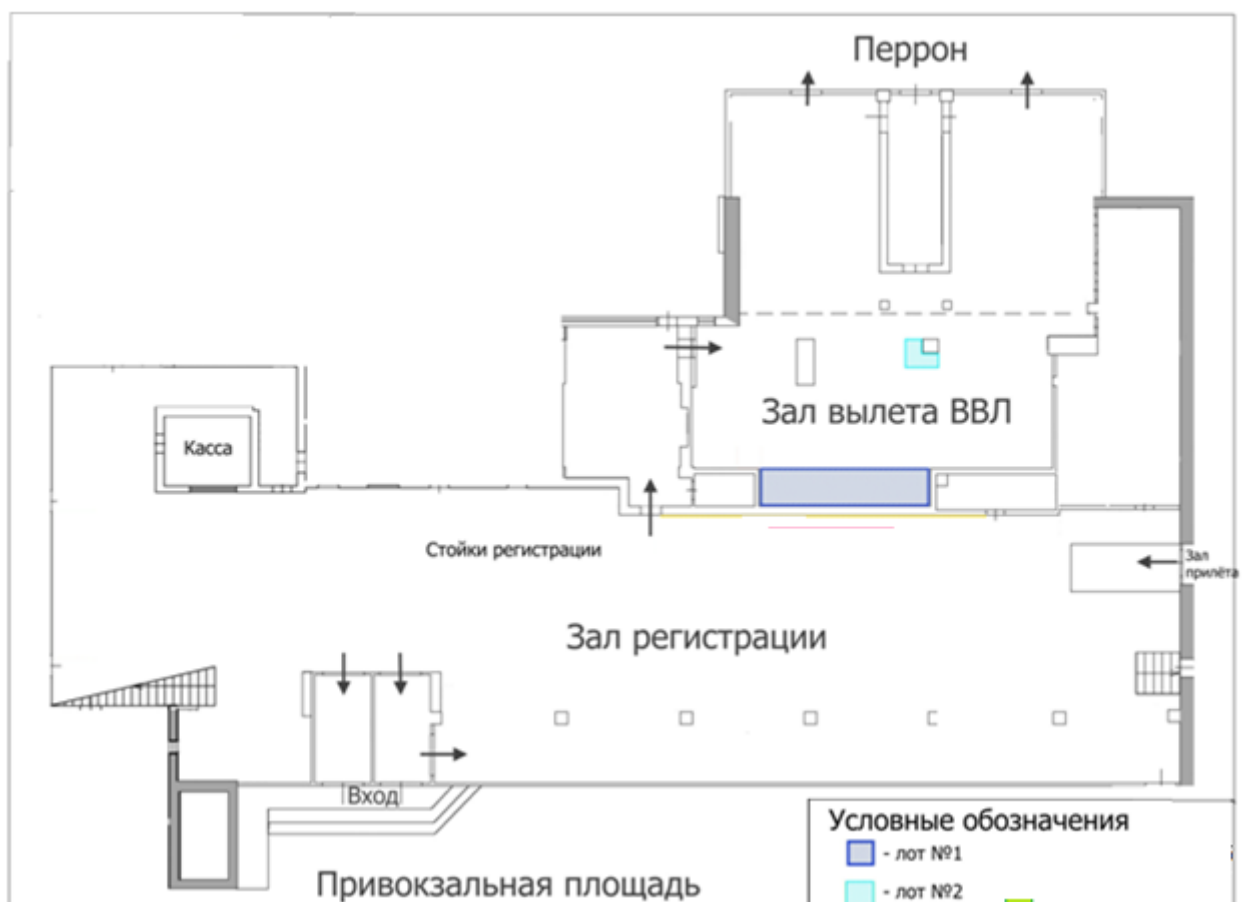 Перрон
Зал вылета ВВЛ
Касса
Стойки регистрации
Зал
прилёта
Зал регистрации
Вход
Условные обозначения
- лот №1
- лот №2
Привокзальная площадь